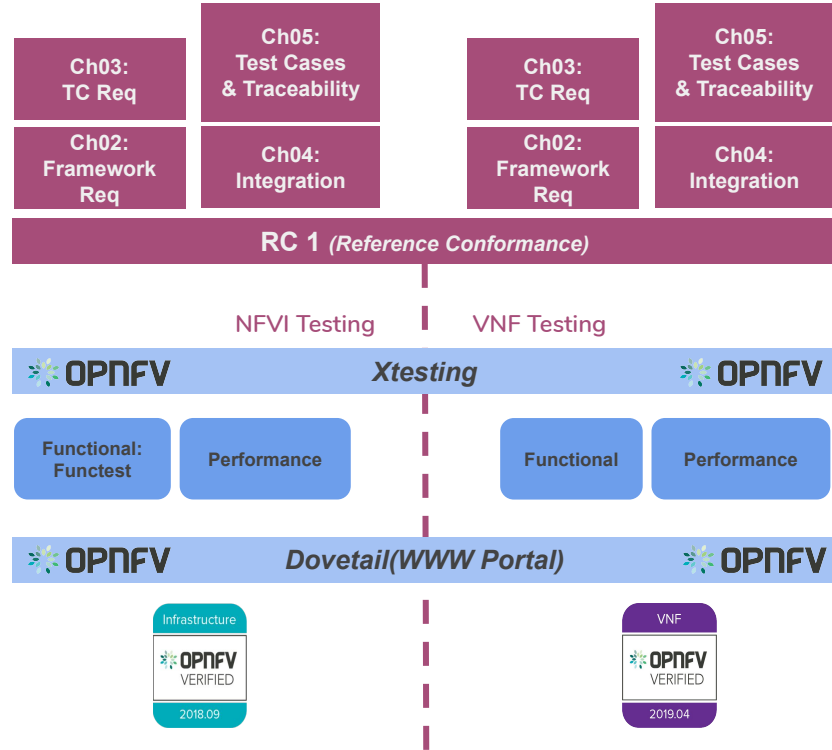 Ch03:
TC Req
Ch05:
Test Cases
& Traceability
Ch03:
TC Req
Ch05:
Test Cases
& Traceability
Ch02:
Framework
Req
Ch04:
Integration
Ch02:
Framework
Req
Ch04:
Integration
RC 1 (Reference Conformance)
NFVI Testing
VNF Testing
OPNFV
Xtesting
OPNFV
Functional:
Functest
Performance
Functional
Performance
OPNFV
Dovetail(WWW Portal)
OPNFV
Infrastructure
OPNFV
VERIFIED
2018.09
VNF
OPNFV
VERIFIED
2019.04